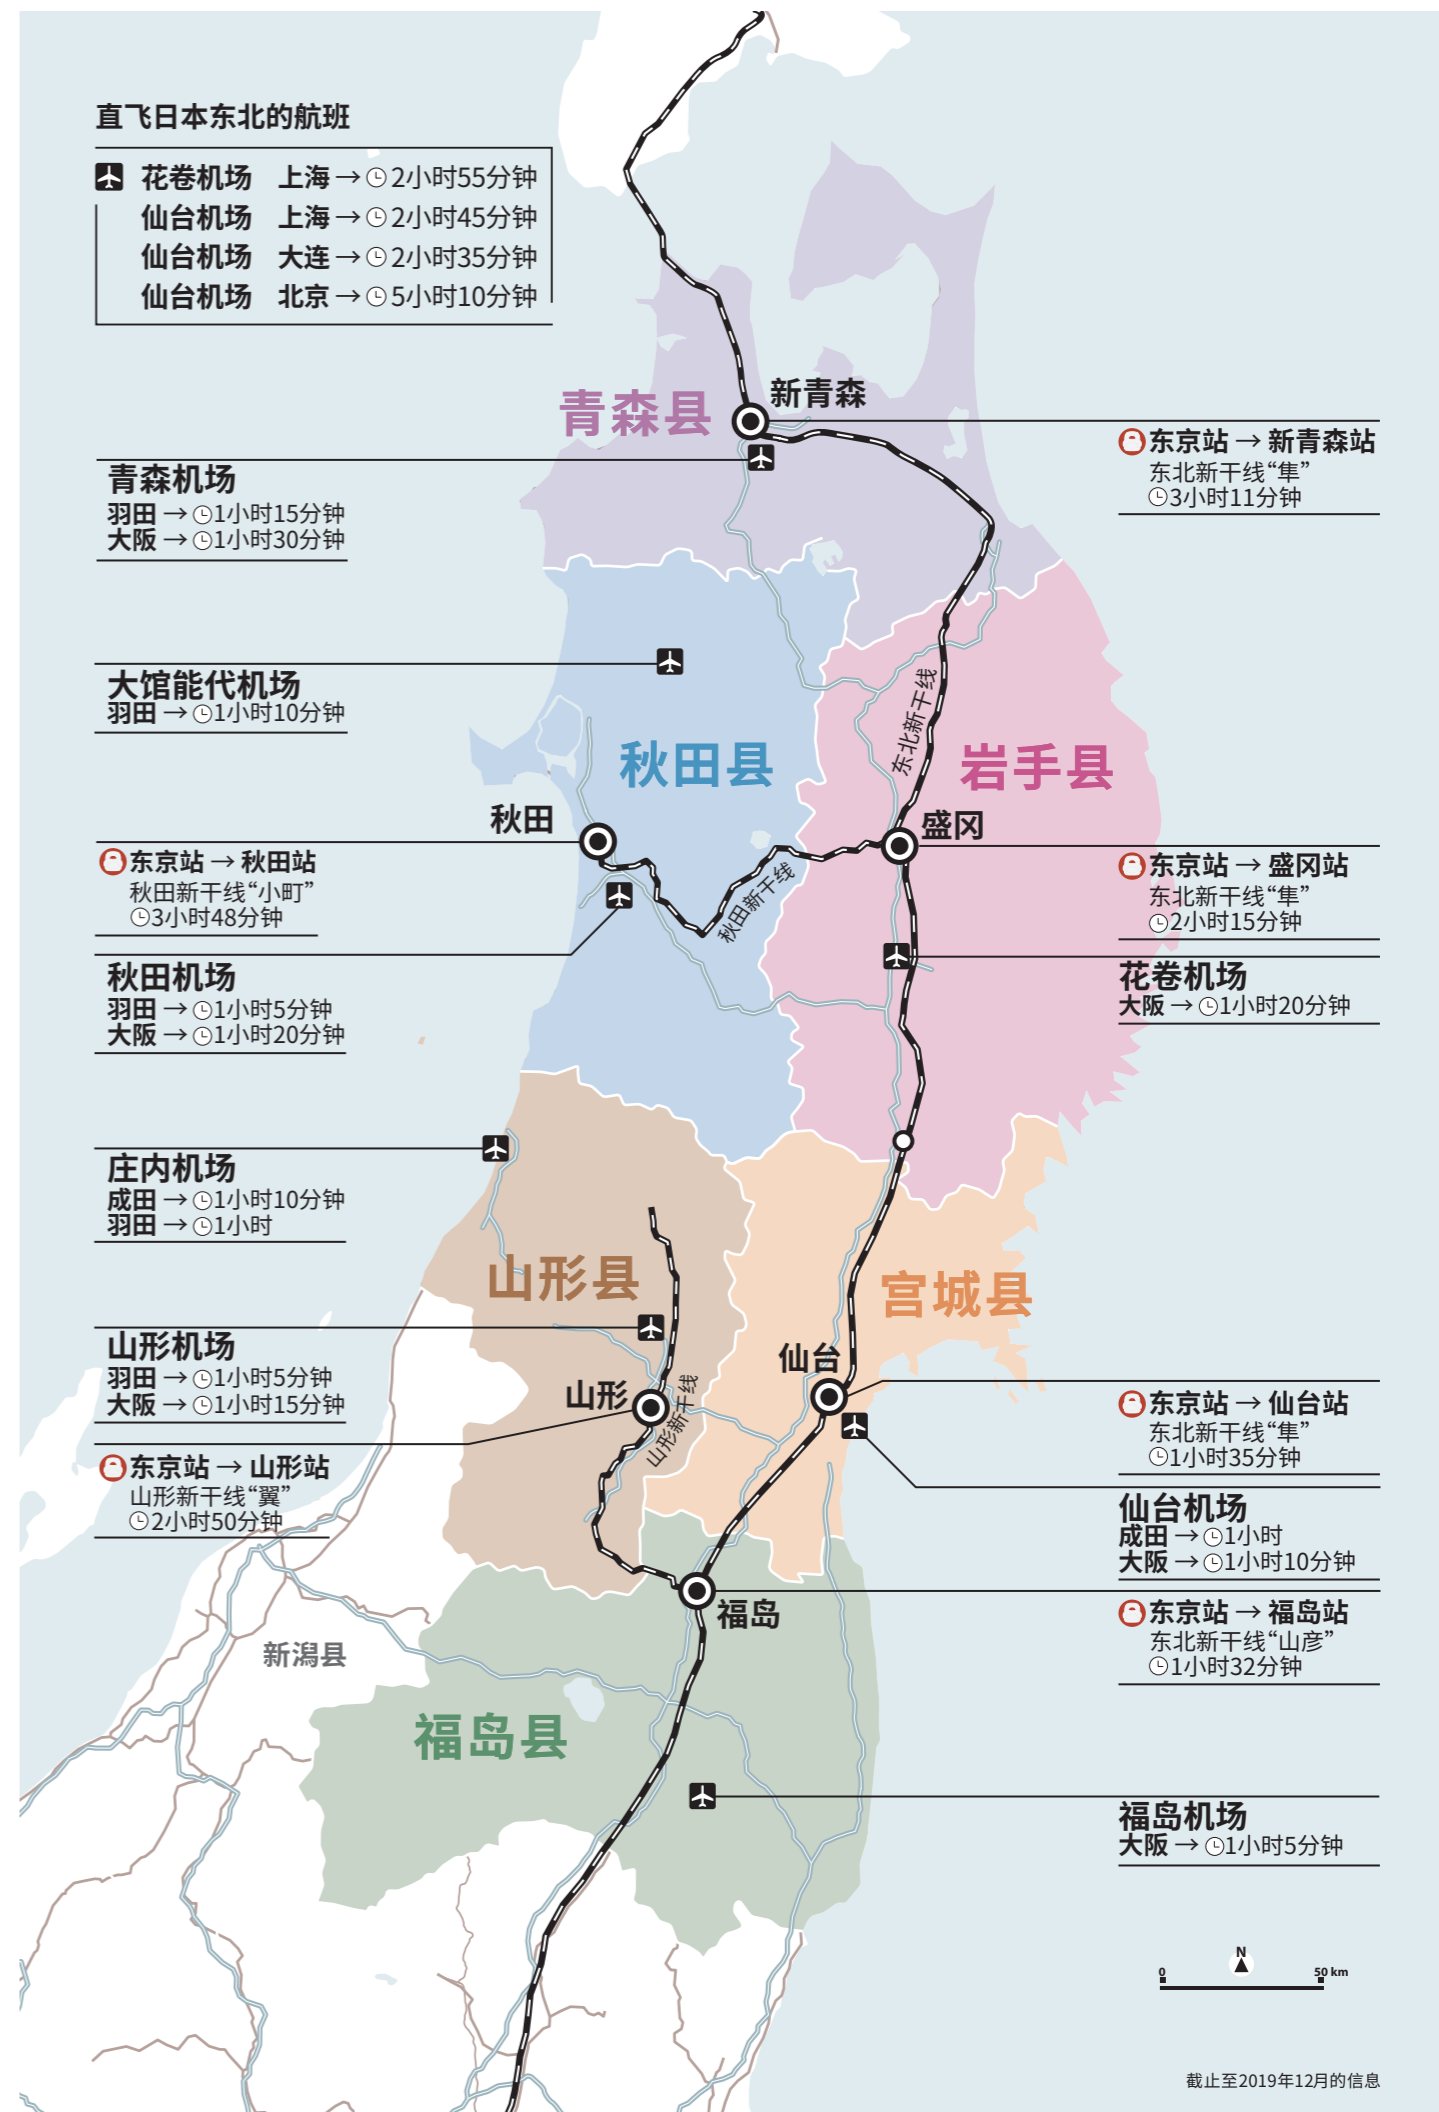 直飞日本东北的航班
花卷机场 上海→2小时55分钟
仙台机场 上海→2小时45分钟
仙台机场 大连→2小时35分钟
仙台机场 北京→5小时10分钟
新青森
青森县
东京站→新青森站
东北新干线“隼”
3小时11分钟
青森机场
羽田→1小时15分钟
大阪→1小时30分钟
大馆能代机场
羽田→1小时10分钟
东北新干线
秋田县
岩手县
秋田
盛冈
东京站→秋田站
秋田新干线“小町”
3小时48分钟
秋田新干线
东京站→盛冈站
东北新干线“隼”
2小时15分钟
秋田机场
羽田→1小时5分钟
大阪→1小时20分钟
花卷机场
大阪→1小时20分钟
庄内机场
成田→1小时10分钟
羽田→1小时
山形县
宫城县
山形机场
羽田→1小时5分钟
大阪→1小时15分钟
仙台
山形
山形新干线
东京站→山形站
山形新干线“翼”
2小时50分钟
东京站→仙台站
东北新干线“隼”
1小时35分钟
仙台机场
成田→1小时
大阪→1小时10分钟
福岛
东京站→福岛站
东北新干线“山彦”
1小时32分钟
新潟县
福岛县
福岛机场
大阪→1小时5分钟
N
0 50 km
截止至2019年12月的信息